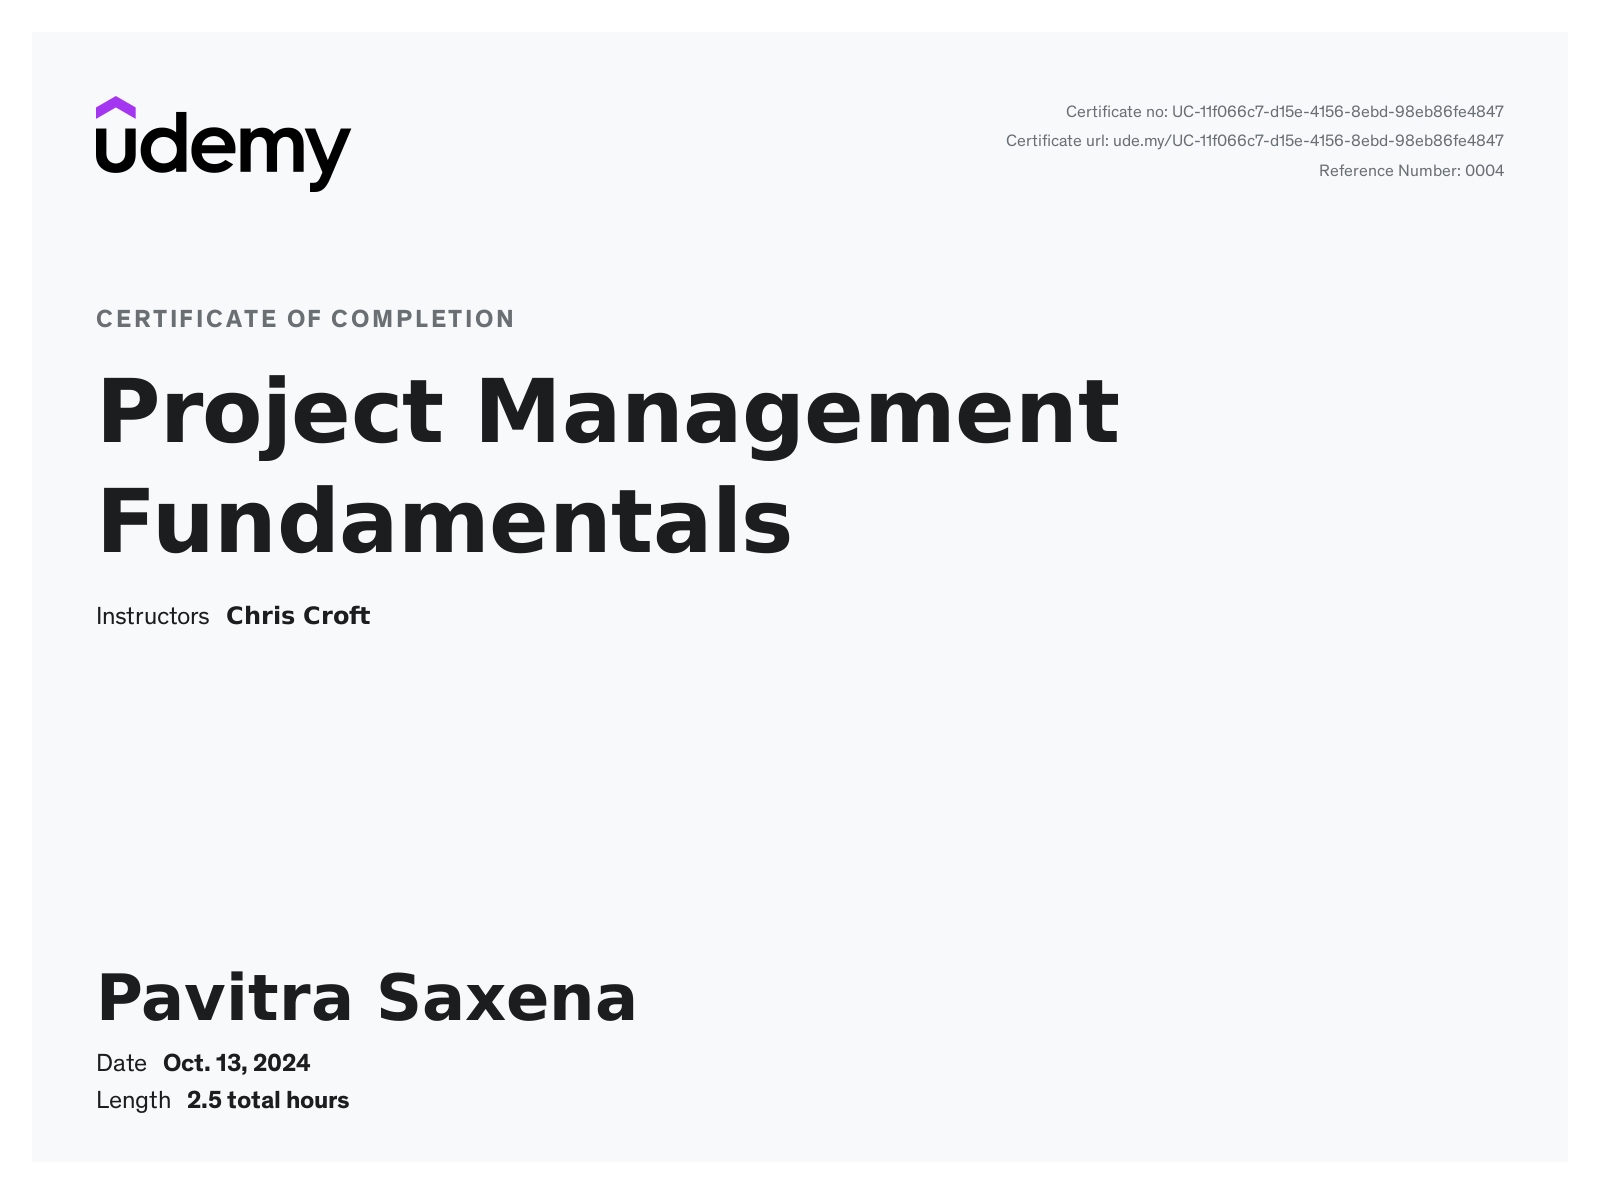 udemy
Certificate no: UC-11f066c7-d15e-4156-8ebd-98eb86fe4847
Certificate url: ude.my/UC-11f066c7-d15e-4156-8ebd-98eb86fe4847
Reference Number: 0004
CERTIFICATE OF COMPLETION
Project Management
Fundamentals
Instructors Chris Croft
Pavitra Saxena
Date Oct. 13, 2024
Length 2.5 total hours